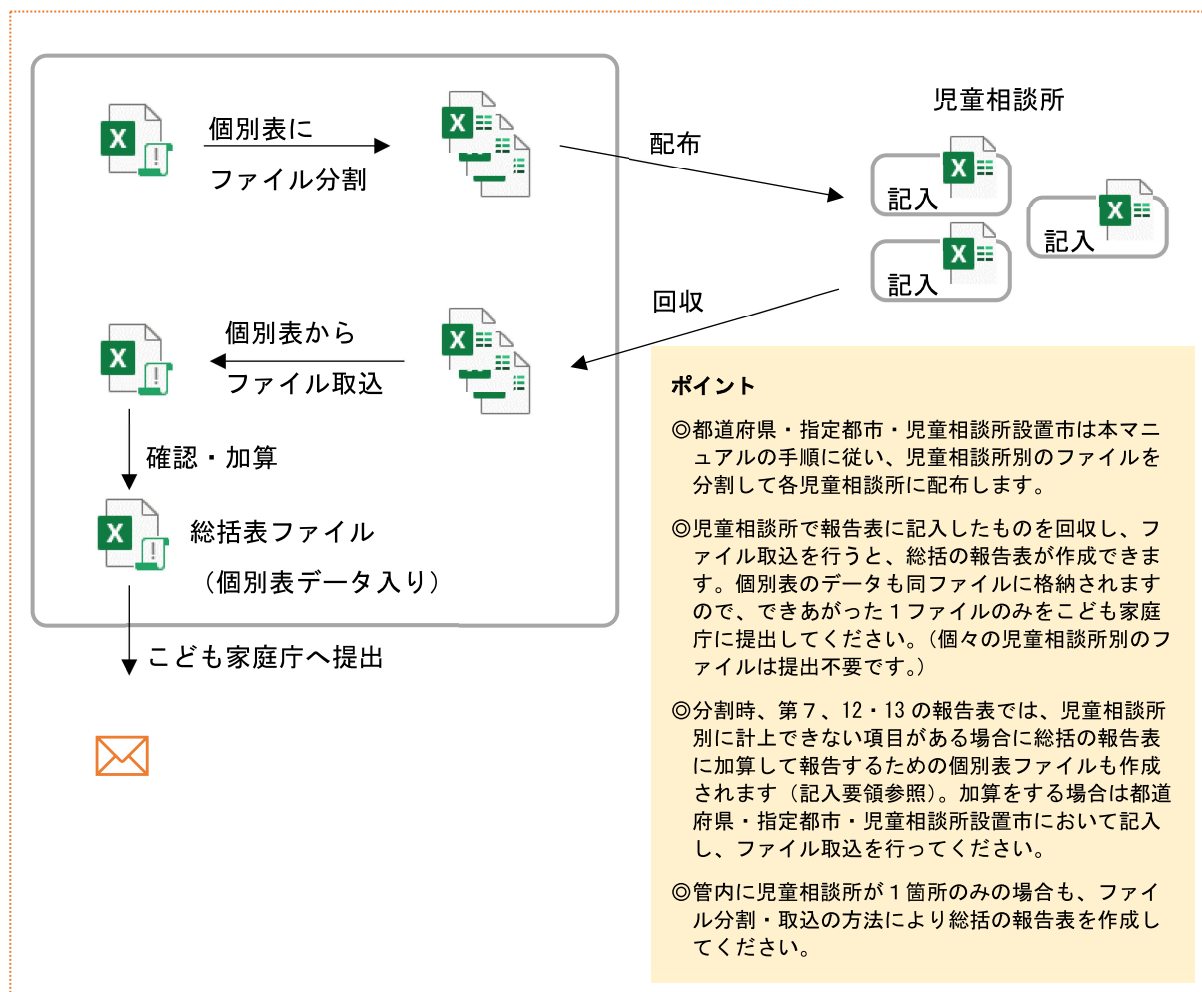 個別表に
ファイル分割
配布
児童相談所
記入
記入
記入
回収
個別表から
ファイル取込
確認・加算
総括表ファイル
（個別表データ入り）
こども家庭庁へ提出
ポイント
◎都道府県・指定都市・児童相談所設置市は本マニ
ュアルの手順に従い、児童相談所別のファイルを
分割して各児童相談所に配布します。
◎児童相談所で報告表に記入したものを回収し、フ
ァイル取込を行うと、総括の報告表が作成できま
す。個別表のデータも同ファイルに格納されます
ので、できあがった１ファイルのみをこども家庭
庁に提出してください。（個々の児童相談所別のフ
ァイルは提出不要です。）
◎分割時、第７、12・13 の報告表では、児童相談所
別に計上できない項目がある場合に総括の報告表
に加算して報告するための個別表ファイルも作成
されます（記入要領参照）。加算をする場合は都道
府県・指定都市・児童相談所設置市において記入
し、ファイル取込を行ってください。
◎管内に児童相談所が１箇所のみの場合も、ファイ
ル分割・取込の方法により総括の報告表を作成し
てください。